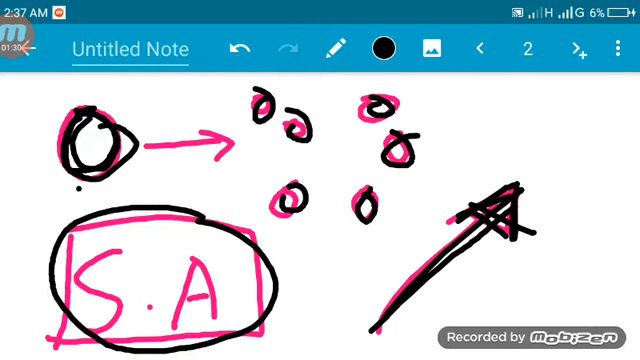 2:37 AM H G 6%
01:30 Untitled Note 2
S.A
Recorded by mobizen